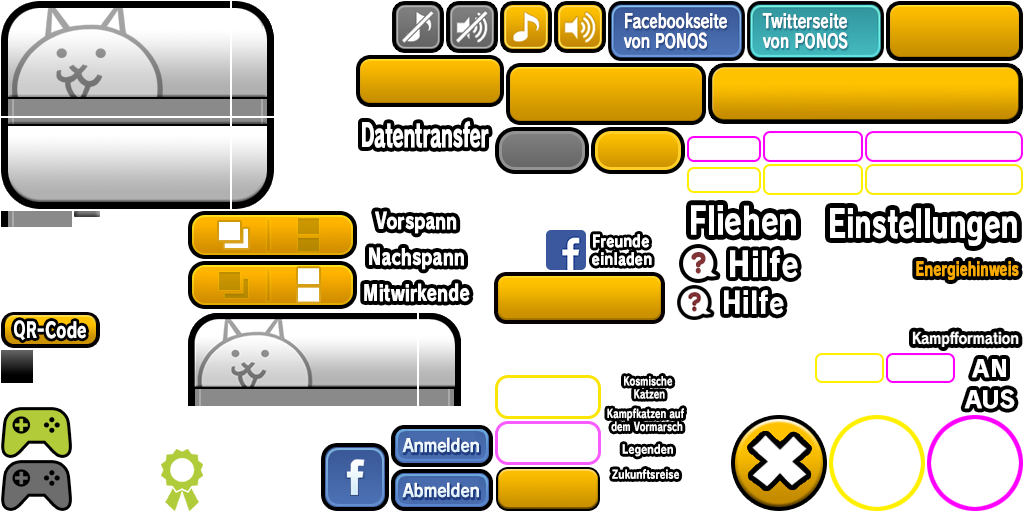 Facebookseite
von PONOS
Twitterseite
von PONOS
Datentransfer
Vorspann
Nachspann
Mitwirkende
Freunde
einladen
Fliehen
Einstellungen
? Hilfe
Energiehinweis
? Hilfe
QR-Code
Kampfformation
AN
AUS
Kosmische
Katzen
Kampfkatzen auf
dem Vormarsch
Legenden
Zukunftsreise
Anmelden
Abmelden